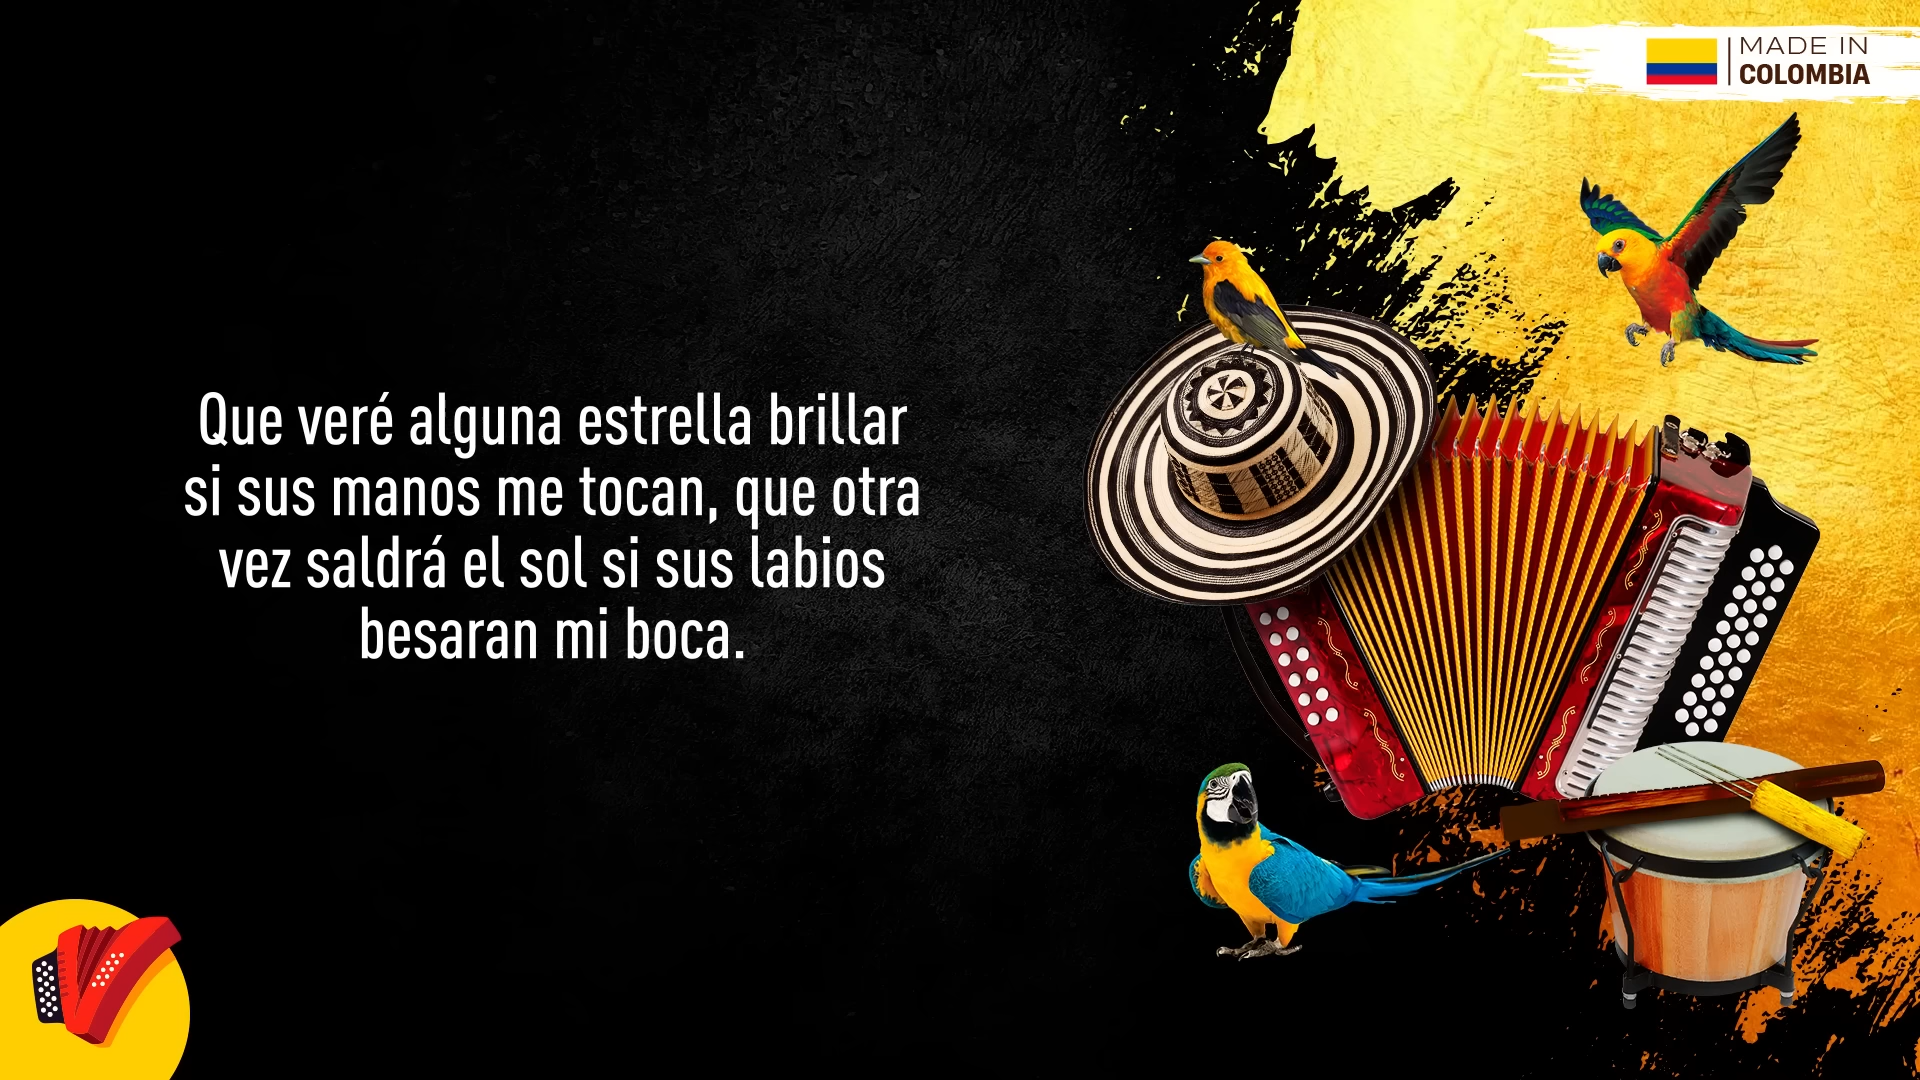 MADE IN
COLOMBIA
Que veré alguna estrella brillar
si sus manos me tocan, que otra
vez saldrá el sol si sus labios
besaran mi boca.